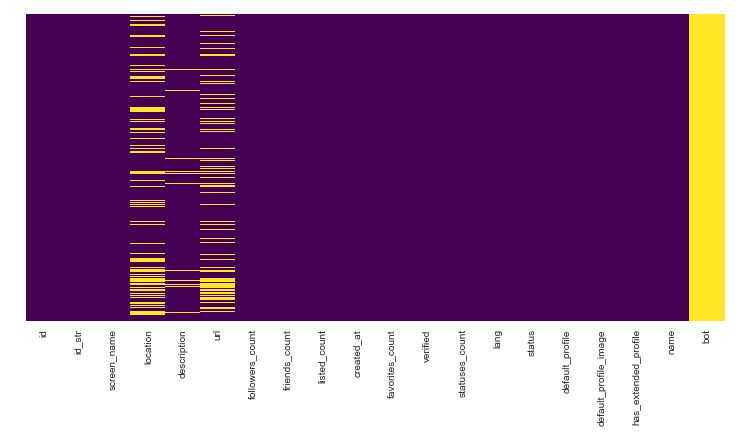 id
id_str
screen_name
location
description
url
followers_count
friends_count
listed_count
created_at
favorites_count
verified
statuses_count
lang
status
default_profile
default_profile_image
has_extended_profile
name
bot